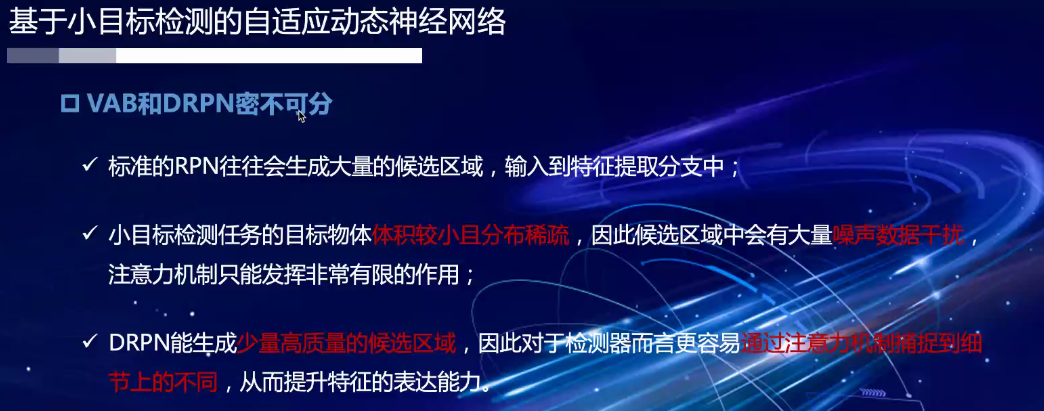 基于小目标检测的自适应动态神经网络
VAB和DRPN密不可分
标准的RPN往往会生成大量的候选区域，输入到特征提取分支中；
小目标检测任务的目标物体体积较小且分布稀疏，因此候选区域中会有大量噪声数据干扰，
注意力机制只能发挥非常有限的作用；
DRPN能生成少量高质量的候选区域，因此对于检测器而言更容易通过注意力机制捕捉到细
节上的不同，从而提升特征的表达能力。